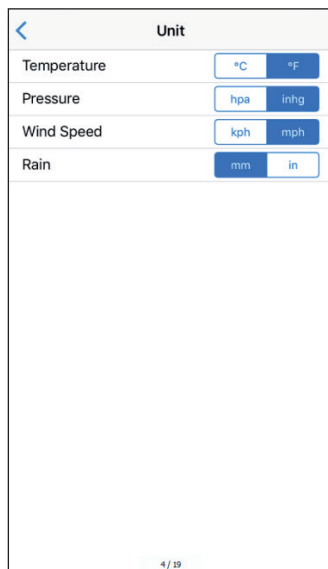 Unit
Temperature °C °F
Pressure hpa inhg
Wind Speed kph mph
Rain mm in
4 / 19